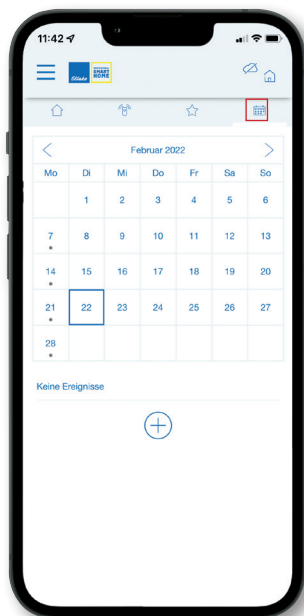 11:42
SMART
HOME
Februar 2022
Mo Di Mi Do Fr Sa So
1 2 3 4 5 6
7 8 9 10 11 12 13
14 15 16 17 18 19 20
21 22 23 24 25 26 27
28
Keine Ereignisse